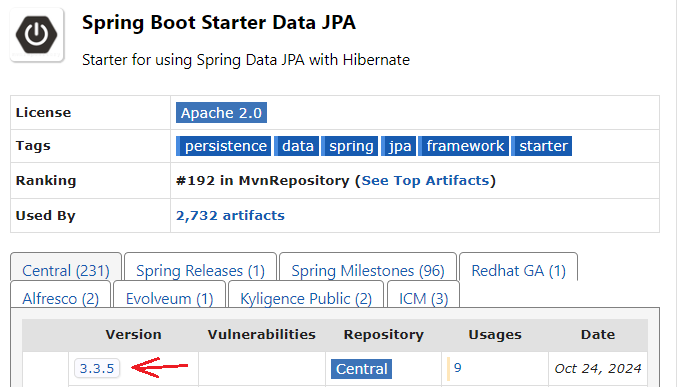 Spring Boot Starter Data JPA
Starter for using Spring Data JPA with Hibernate
License Apache 2.0
Tags persistence data spring jpa framework starter
Ranking #192 in MvnRepository (See Top Artifacts)
Used By 2,732 artifacts
Central (231) Spring Releases (1) Spring Milestones (96) Redhat GA (1)
Alfresco (2) Evolveum (1) Kyligence Public (2) ICM (3)
Version Vulnerabilities Repository Usages Date
3.3.5 Central 9 Oct 24, 2024